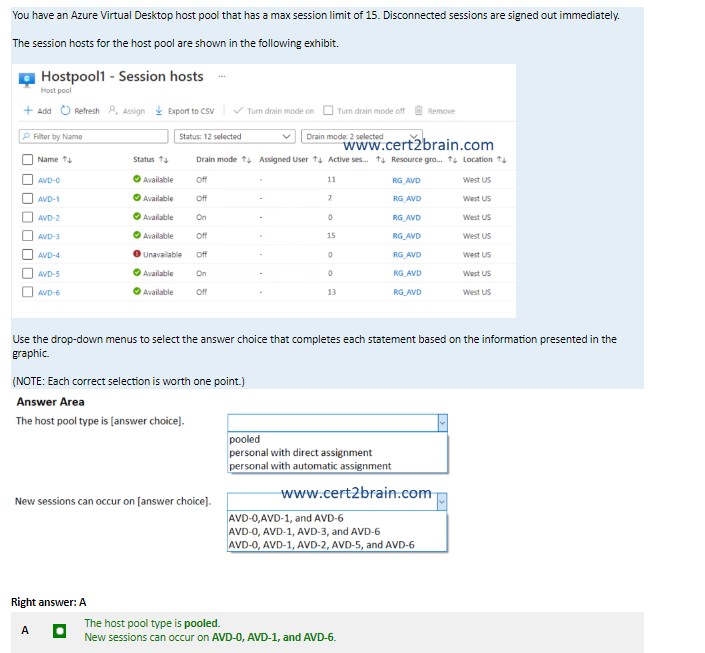 You have an Azure Virtual Desktop host pool that has a max session limit of 15. Disconnected sessions are signed out immediately.
The session hosts for the host pool are shown in the following exhibit.
Hostpool1 - Session hosts ...
Host pool
Add Refresh Assign Export to CSV Turn drain mode on Turn drain mode off Remove
Filter by Name Status: 12 selected Drain mode: 2 selected
www.cert2brain.com
Name ↑↓ Status ↑↓ Drain mode ↑↓ Assigned User ↑↓ Active ses... ↑↓ Resource gro... ↑↓ Location ↑↓
AVD-0 Available Off - 11 RG_AVD West US
AVD-1 Available Off - 2 RG_AVD West US
AVD-2 Available On - 0 RG_AVD West US
AVD-3 Available Off - 15 RG_AVD West US
AVD-4 Unavailable Off - 0 RG_AVD West US
AVD-5 Available On - 0 RG_AVD West US
AVD-6 Available Off - 13 RG_AVD West US
Use the drop-down menus to select the answer choice that completes each statement based on the information presented in the
graphic.
(NOTE: Each correct selection is worth one point.)
Answer Area
The host pool type is [answer choice].
pooled
personal with direct assignment
personal with automatic assignment
www.cert2brain.com
New sessions can occur on [answer choice].
AVD-0,AVD-1, and AVD-6
AVD-0, AVD-1, AVD-3, and AVD-6
AVD-0, AVD-1, AVD-2, AVD-5, and AVD-6
Right answer: A
A
The host pool type is pooled.
New sessions can occur on AVD-0, AVD-1, and AVD-6.